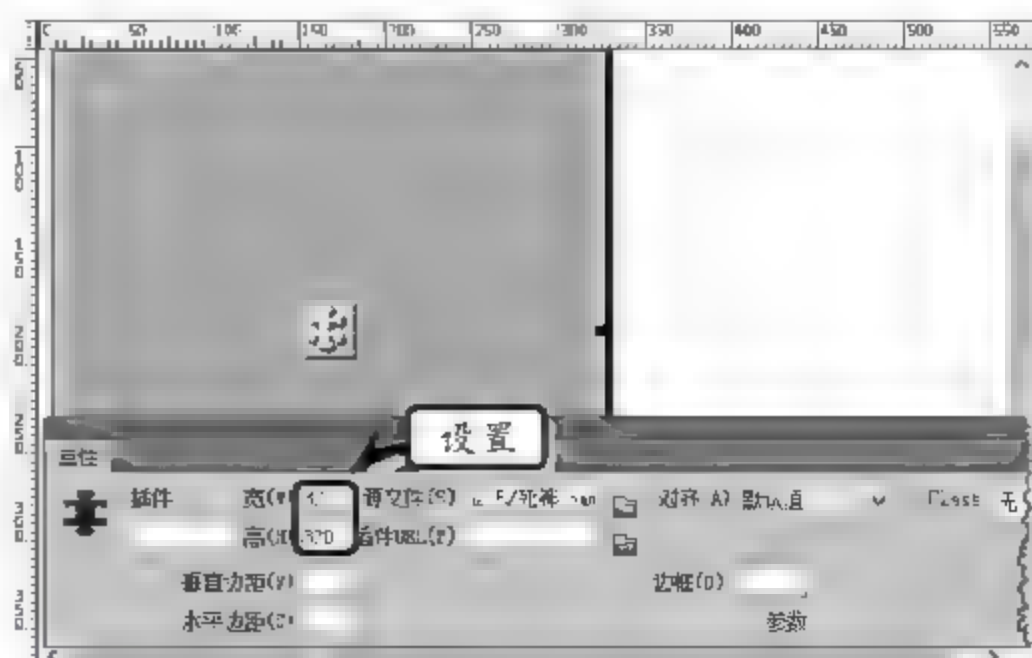 50 100 150 200 250 300 350 400 450 500 550
设置
属性
插件 宽(W) 源文件(S) 对齐(A) 默认值 Class 无
高(H) 320 插件URL(P)
垂直边距(V) 边框(O)
水平边距(Z) 参数